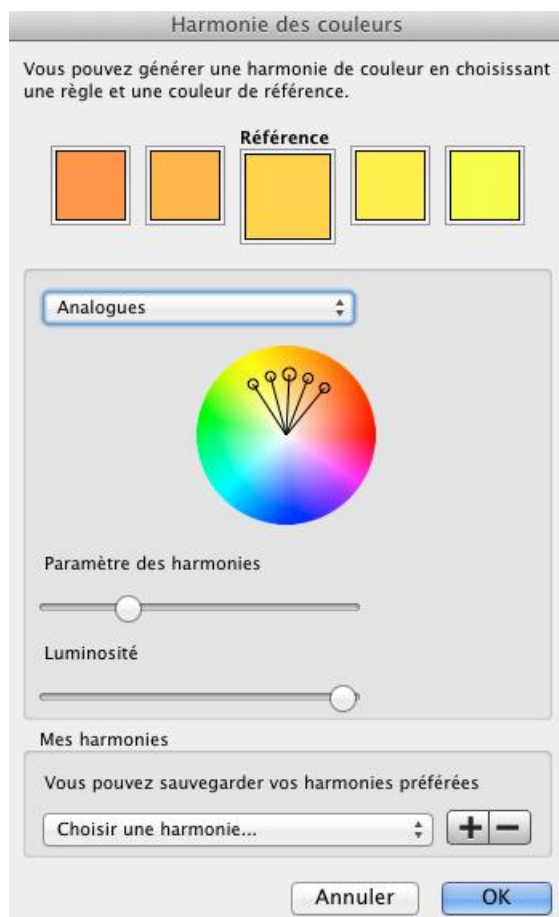 Harmonie des couleurs
Vous pouvez générer une harmonie de couleur en choisissant
une règle et une couleur de référence.
Référence
Analogues
Paramètre des harmonies
Luminosité
Mes harmonies
Vous pouvez sauvegarder vos harmonies préférées
Choisir une harmonie...
Annuler OK